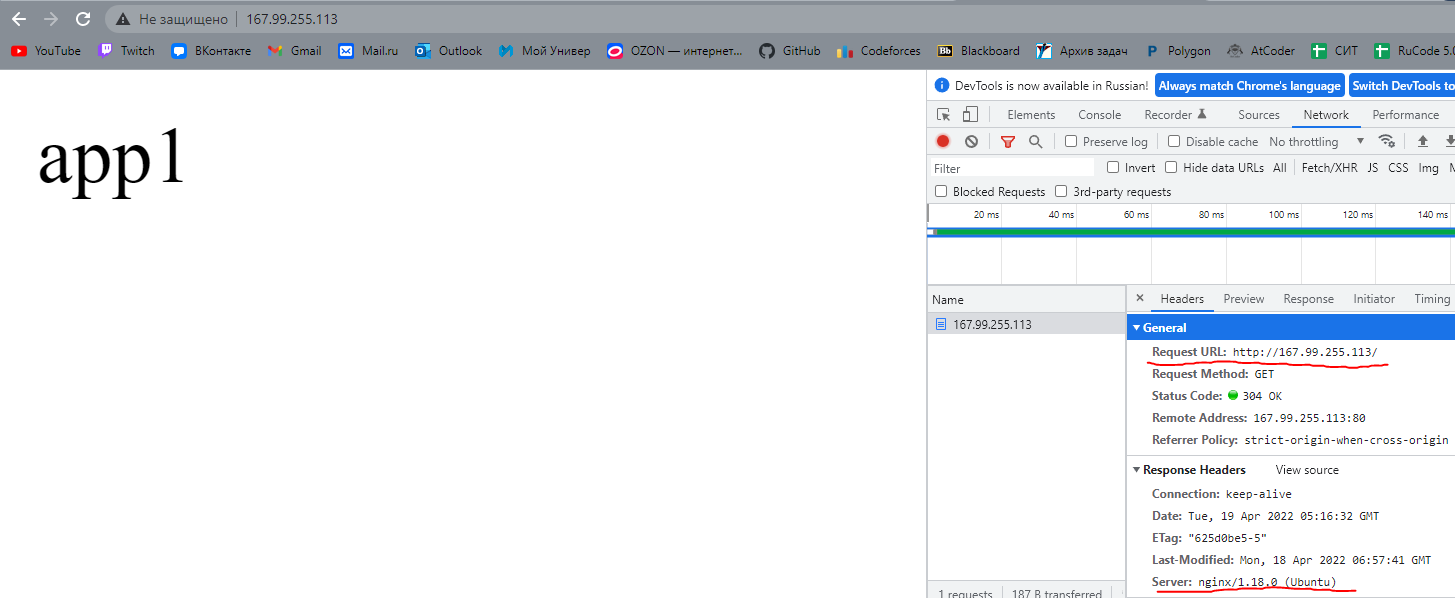 Не защищено 167.99.255.113
YouTube Twitch ВКонтакте Gmail Mail.ru Outlook Мой Универ OZON — интернет... GitHub Codeforces Bb Blackboard Архив задач P Polygon AtCoder СИТ RuCode 5.0
app1
DevTools is now available in Russian! Always match Chrome's language Switch DevTools to
Elements Console Recorder Sources Network Performance
Preserve log Disable cache No throttling
Filter Invert Hide data URLs All Fetch/XHR JS CSS Img
Blocked Requests 3rd-party requests
20 ms 40 ms 60 ms 80 ms 100 ms 120 ms 140 ms
Name × Headers Preview Response Initiator Timing
167.99.255.113
General
Request URL: http://167.99.255.113/
Request Method: GET
Status Code: 304 OK
Remote Address: 167.99.255.113:80
Referrer Policy: strict-origin-when-cross-origin
Response Headers View source
Connection: keep-alive
Date: Tue, 19 Apr 2022 05:16:32 GMT
ETag: "625d0be5-5"
Last-Modified: Mon, 18 Apr 2022 06:57:41 GMT
Server: nginx/1.18.0 (Ubuntu)
1 requests 187 B transferred